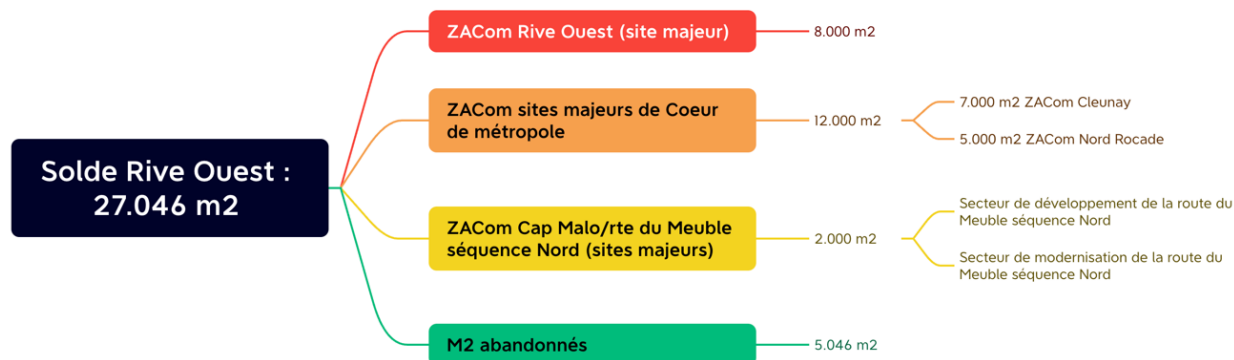 Solde Rive Ouest :
27.046 m2
ZACom Rive Ouest (site majeur)
8.000 m2
ZACom sites majeurs de Coeur
de métropole
12.000 m2
7.000 m2 ZACom Cleunay
5.000 m2 ZACom Nord Rocade
ZACom Cap Malo/rte du Meuble
séquence Nord (sites majeurs)
2.000 m2
Secteur de développement de la route du
Meuble séquence Nord
Secteur de modernisation de la route du
Meuble séquence Nord
M2 abandonnés
5.046 m2